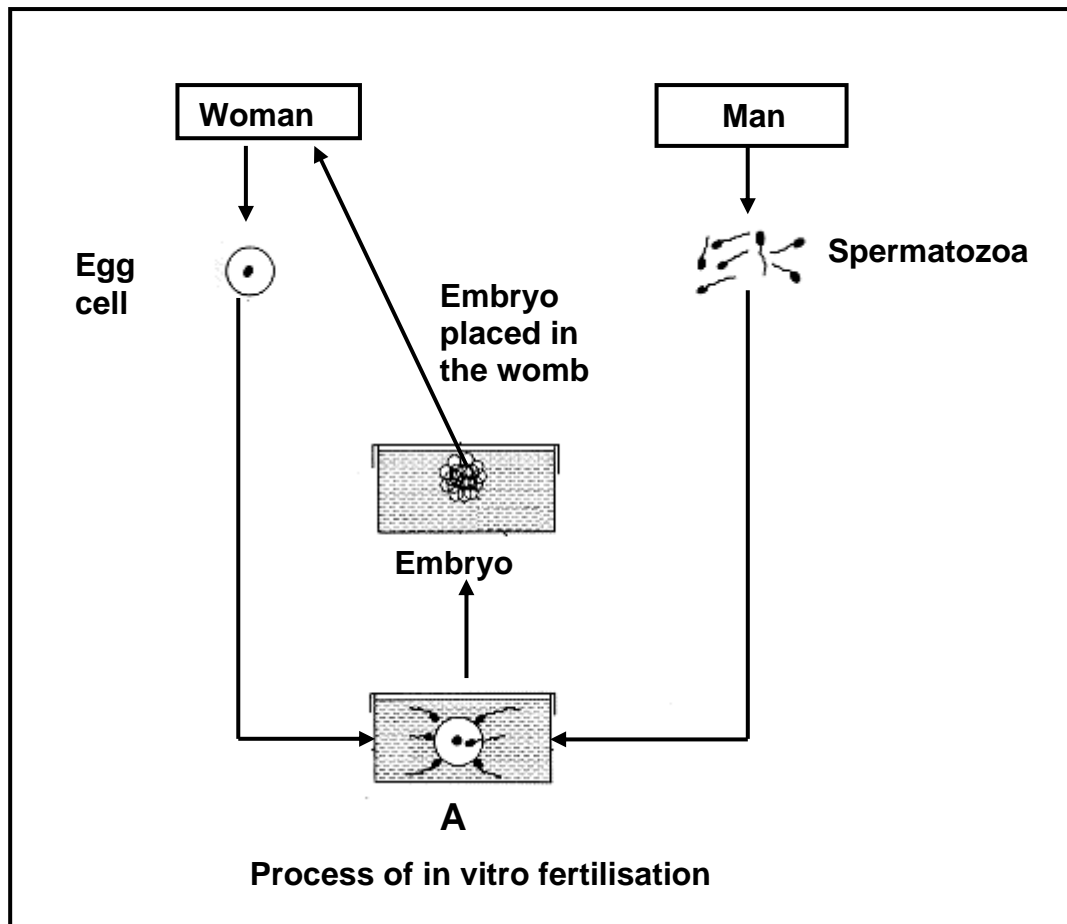 Woman
Man
Egg
cell
Spermatozoa
Embryo
placed in
the womb
Embryo
A
Process of in vitro fertilisation